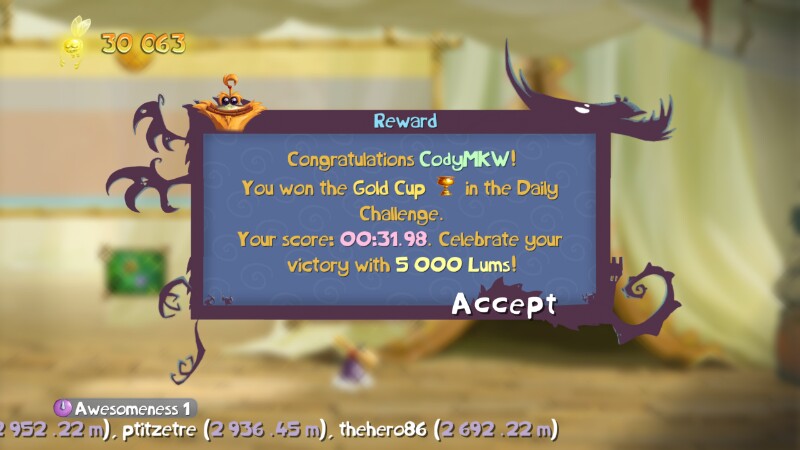 30 063
Reward
Congratulations CodyMKW!
You won the Gold Cup in the Daily
Challenge.
Your score: 00:31.98. Celebrate your
victory with 5 000 Lums!
Accept
Awesomeness 1
2 952 .22 m), ptitzetre (2 936 .45 m), thehero86 (2 692 .22 m)